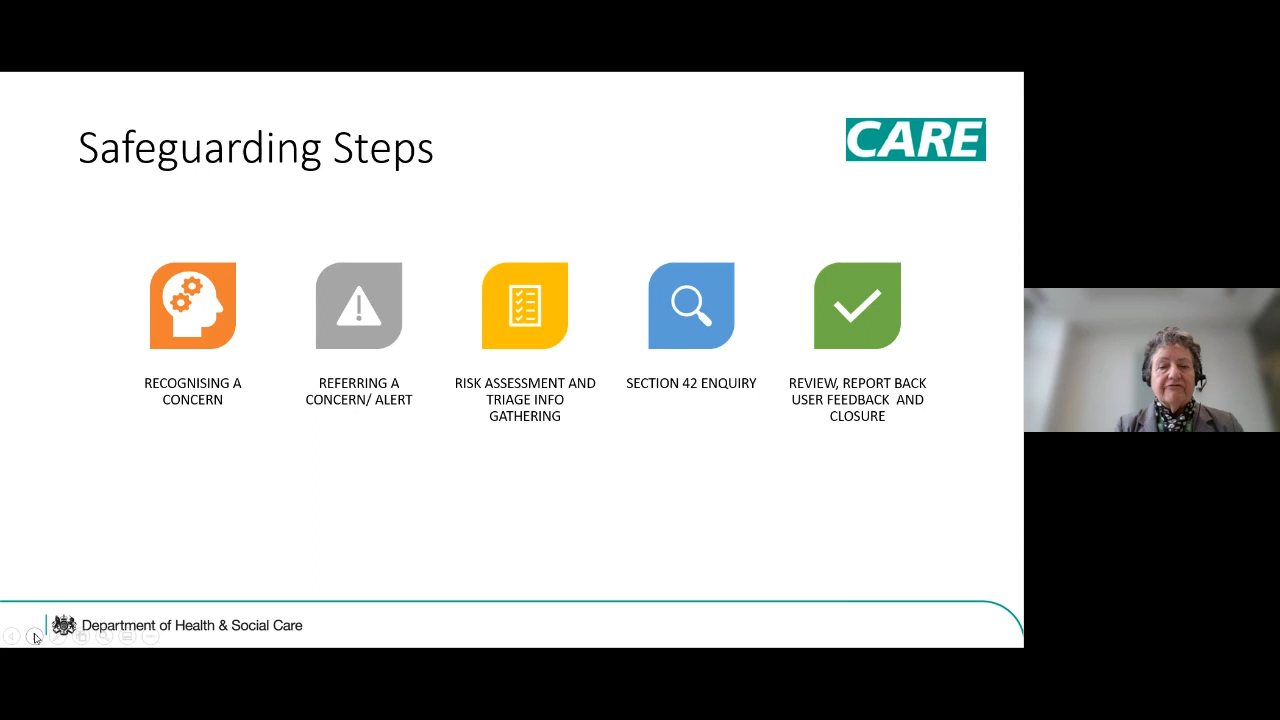 Safeguarding Steps
CARE
RECOGNISING A
CONCERN
REFERRING A
CONCERN/ ALERT
RISK ASSESSMENT AND
TRIAGE INFO
GATHERING
SECTION 42 ENQUIRY
REVIEW, REPORT BACK
USER FEEDBACK  AND
CLOSURE
Department of Health & Social Care